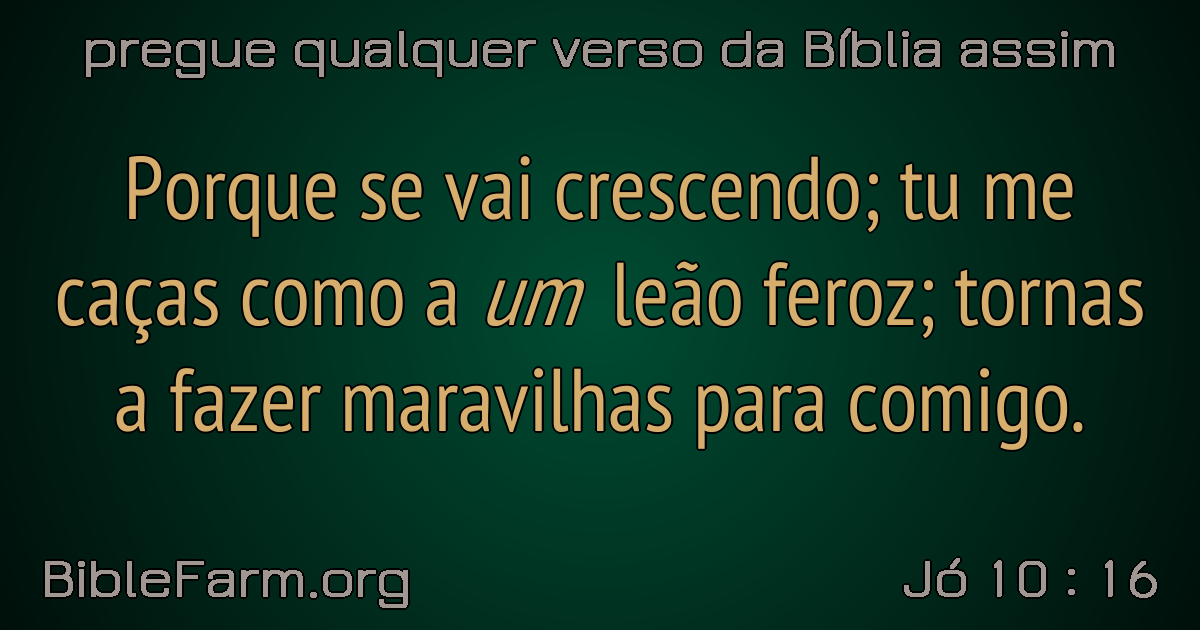 pregue qualquer verso da Bíblia assim
Porque se vai crescendo; tu me
caças como a um leão feroz; tornas
a fazer maravilhas para comigo.
BibleFarm.org
Jó 10 : 16